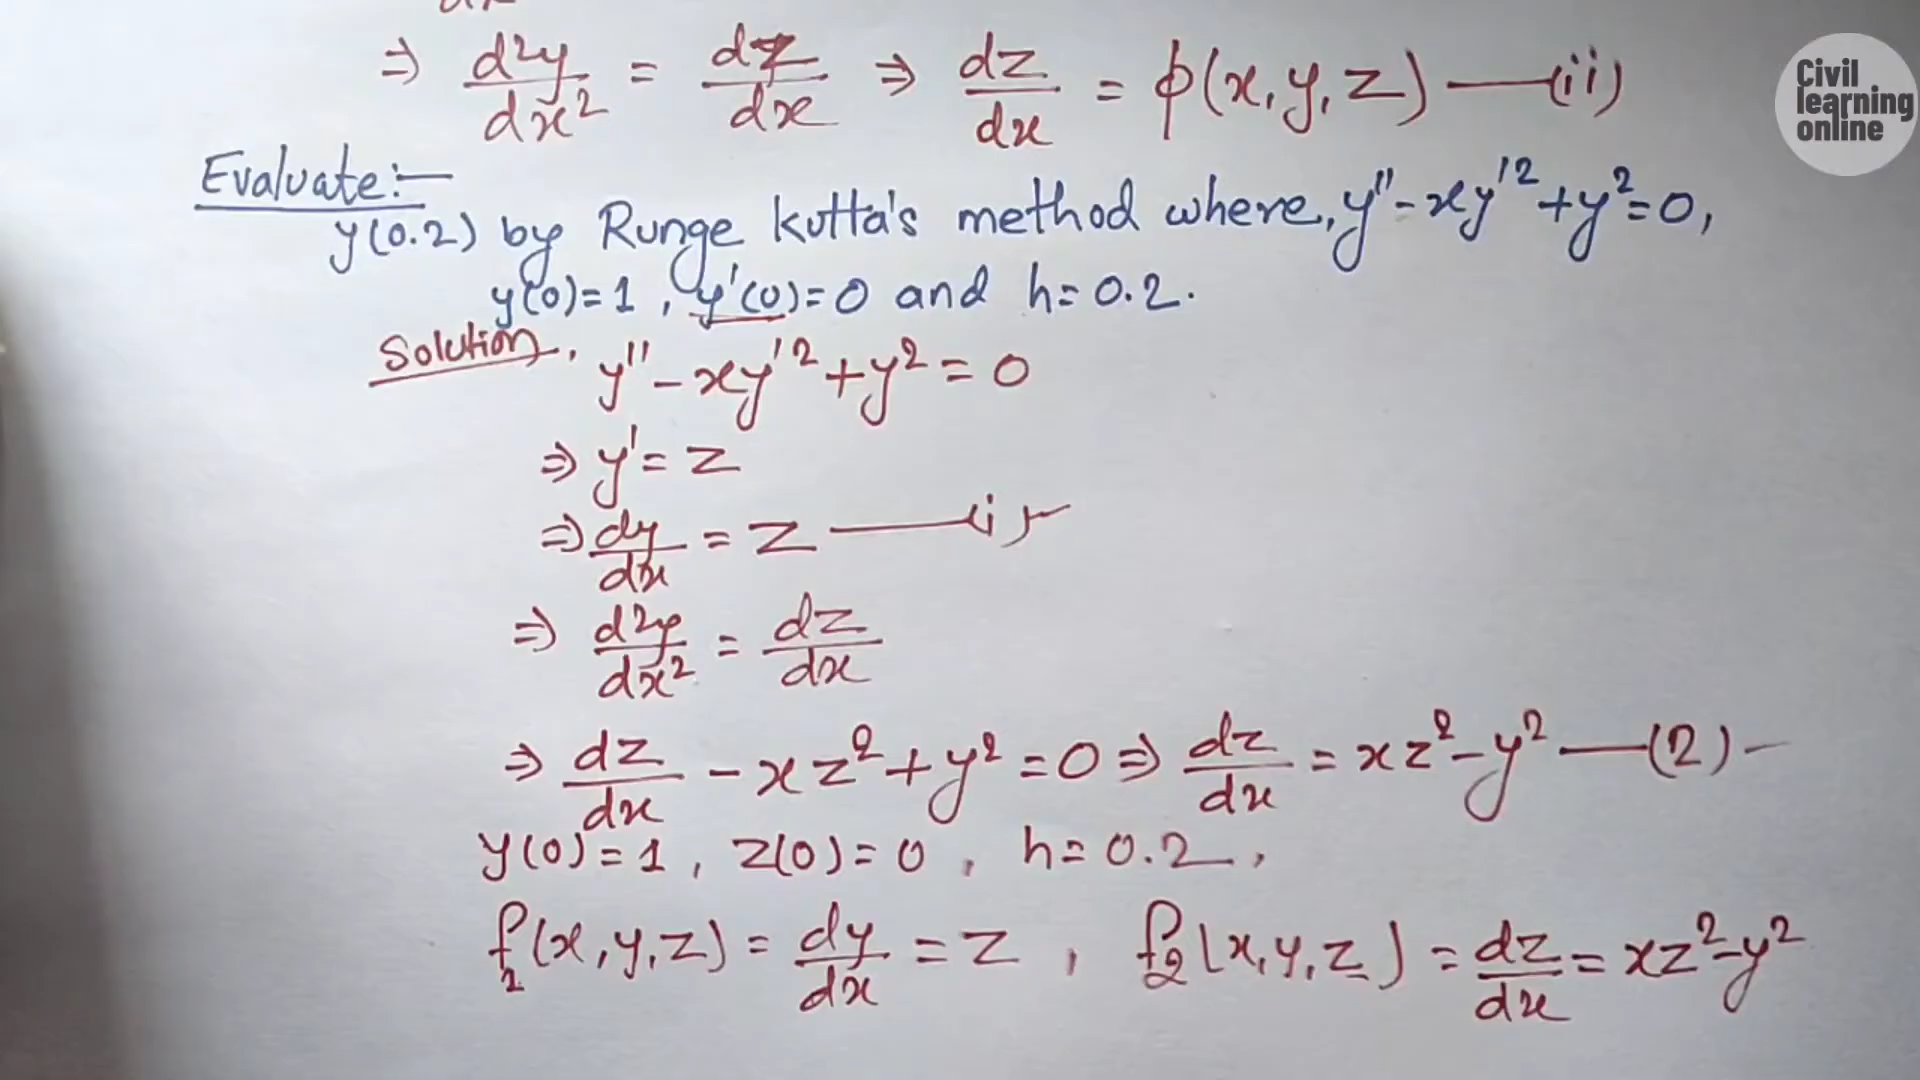 ⇒ d²y/dx² = dz/dx ⇒ dz/dx = φ(x,y,z) —(ii)
Civil
learning
online
Evaluate:-
y(0.2) by Runge Kutta's method where, y'' - xy'² + y² = 0,
y(0)=1, y'(0)=0 and h=0.2.
Solution. y'' - xy'² + y² = 0
⇒ y' = z
⇒ dy/dx = z —(i)
⇒ d²y/dx² = dz/dx
⇒ dz/dx - xz² + y² = 0 ⇒ dz/dx = xz² - y² —(2)
y(0)=1, z(0)=0, h=0.2,
f₁(x,y,z) = dy/dx = z, f₂(x,y,z) = dz/dx = xz² - y²